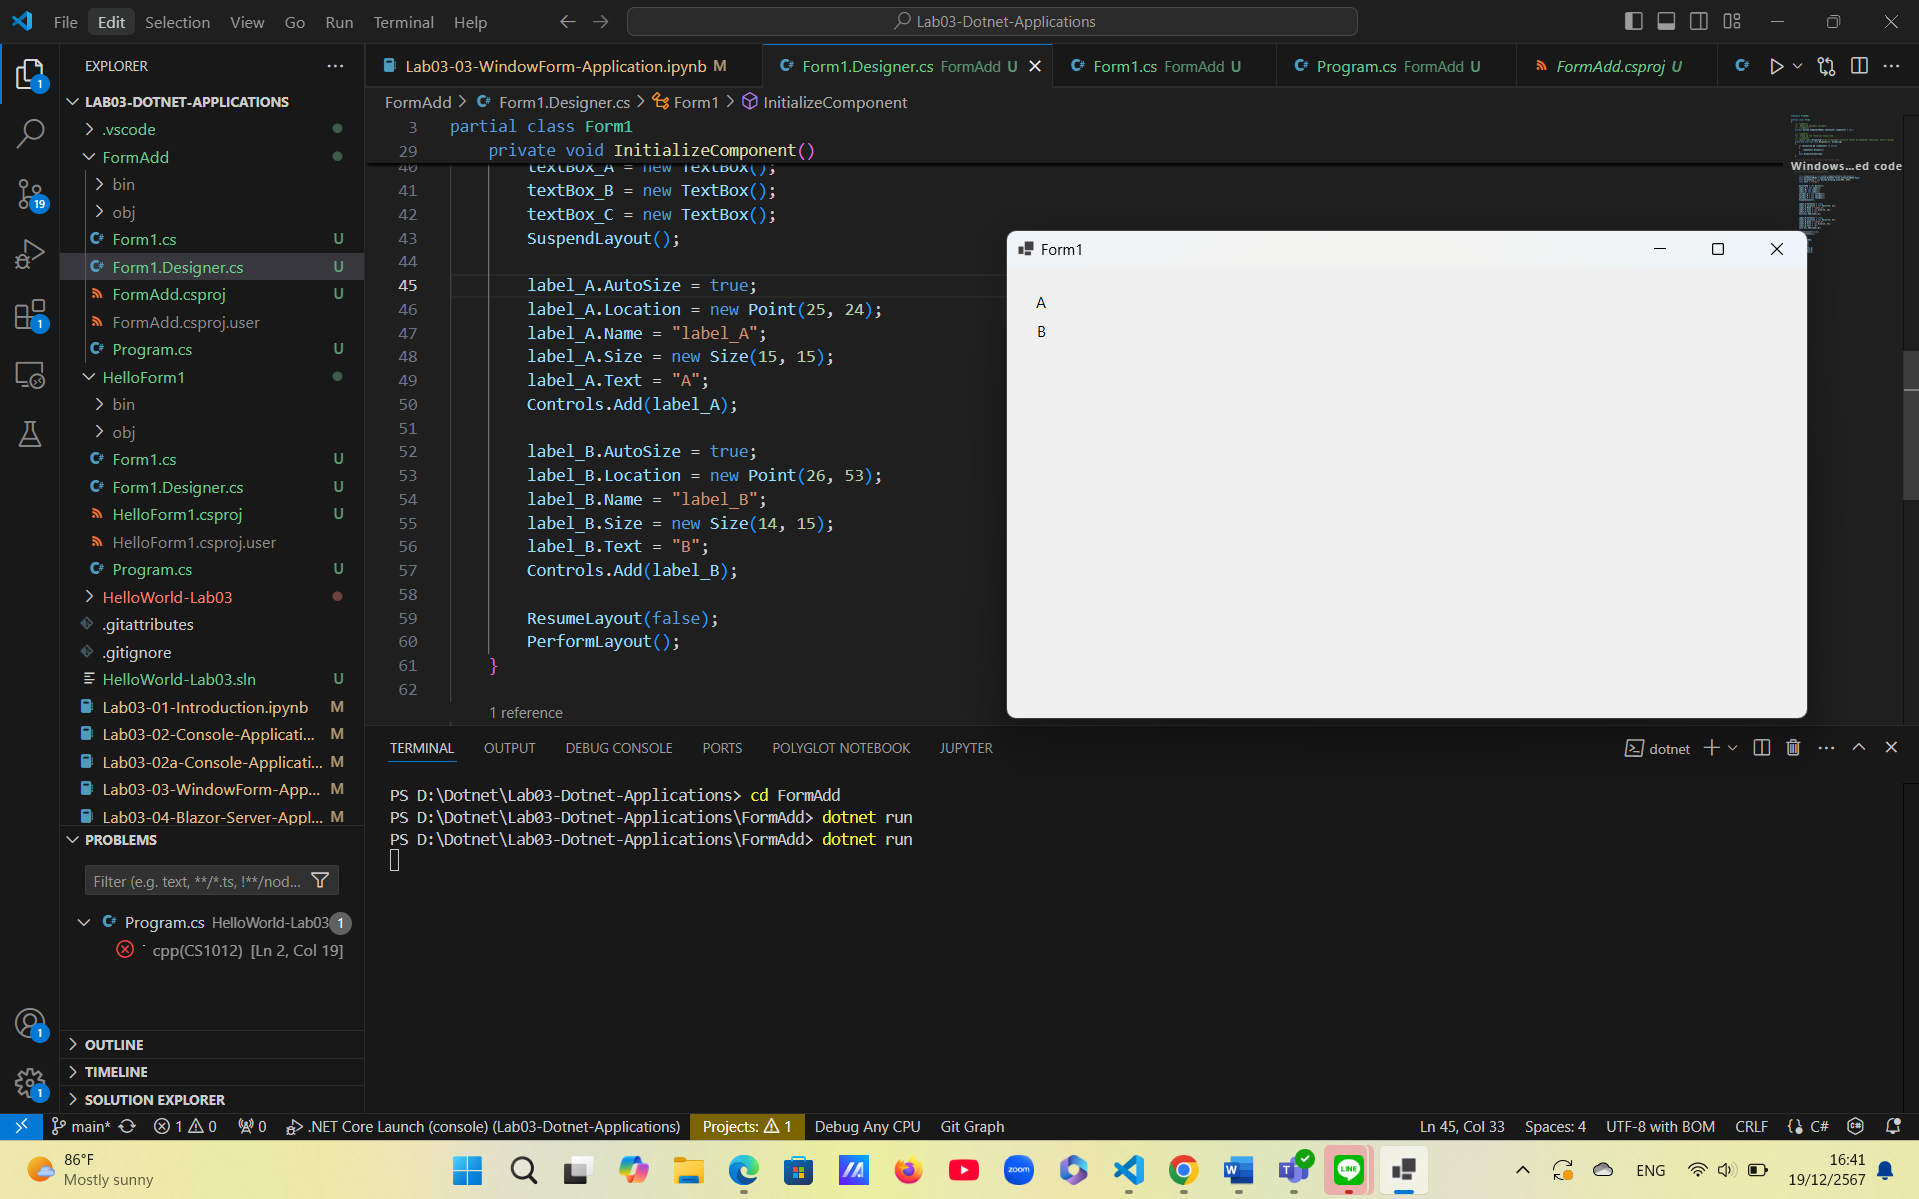 File Edit Selection View Go Run Terminal Help
Lab03-Dotnet-Applications
EXPLORER
LAB03-DOTNET-APPLICATIONS
.vscode
FormAdd
bin
obj
Form1.cs U
Form1.Designer.cs U
FormAdd.csproj U
FormAdd.csproj.user
Program.cs U
HelloForm1
bin
obj
Form1.cs U
Form1.Designer.cs U
HelloForm1.csproj U
HelloForm1.csproj.user
Program.cs U
HelloWorld-Lab03
.gitattributes
.gitignore
HelloWorld-Lab03.sln U
Lab03-01-Introduction.ipynb M
Lab03-02-Console-Applicati... M
Lab03-02a-Console-Applicati... M
Lab03-03-WindowForm-App... M
Lab03-04-Blazor-Server-Appl... M
PROBLEMS
Filter (e.g. text, **/*.ts, !**/nod...
Program.cs HelloWorld-Lab03 1
cpp(CS1012) [Ln 2, Col 19]
OUTLINE
TIMELINE
SOLUTION EXPLORER
1
19
1
1
1
Lab03-03-WindowForm-Application.ipynb M
Form1.Designer.cs FormAdd U
Form1.cs FormAdd U
Program.cs FormAdd U
FormAdd.csproj U
FormAdd > Form1.Designer.cs > Form1 > InitializeComponent
3 partial class Form1
29 private void InitializeComponent()
40 textBox_A = new TextBox();
41 textBox_B = new TextBox();
42 textBox_C = new TextBox();
43 SuspendLayout();
44
45 label_A.AutoSize = true;
46 label_A.Location = new Point(25, 24);
47 label_A.Name = "label_A";
48 label_A.Size = new Size(15, 15);
49 label_A.Text = "A";
50 Controls.Add(label_A);
51
52 label_B.AutoSize = true;
53 label_B.Location = new Point(26, 53);
54 label_B.Name = "label_B";
55 label_B.Size = new Size(14, 15);
56 label_B.Text = "B";
57 Controls.Add(label_B);
58
59 ResumeLayout(false);
60 PerformLayout();
61 }
62
1 reference
Windows...ed code
Form1
A
B
TERMINAL OUTPUT DEBUG CONSOLE PORTS POLYGLOT NOTEBOOK JUPYTER
dotnet
PS D:\Dotnet\Lab03-Dotnet-Applications> cd FormAdd
PS D:\Dotnet\Lab03-Dotnet-Applications\FormAdd> dotnet run
PS D:\Dotnet\Lab03-Dotnet-Applications\FormAdd> dotnet run
main* 1 0 0 .NET Core Launch (console) (Lab03-Dotnet-Applications) Projects: 1 Debug Any CPU Git Graph
Ln 45, Col 33 Spaces: 4 UTF-8 with BOM CRLF C#
86°F
Mostly sunny
zoom
LINE
ENG
16:41
19/12/2567